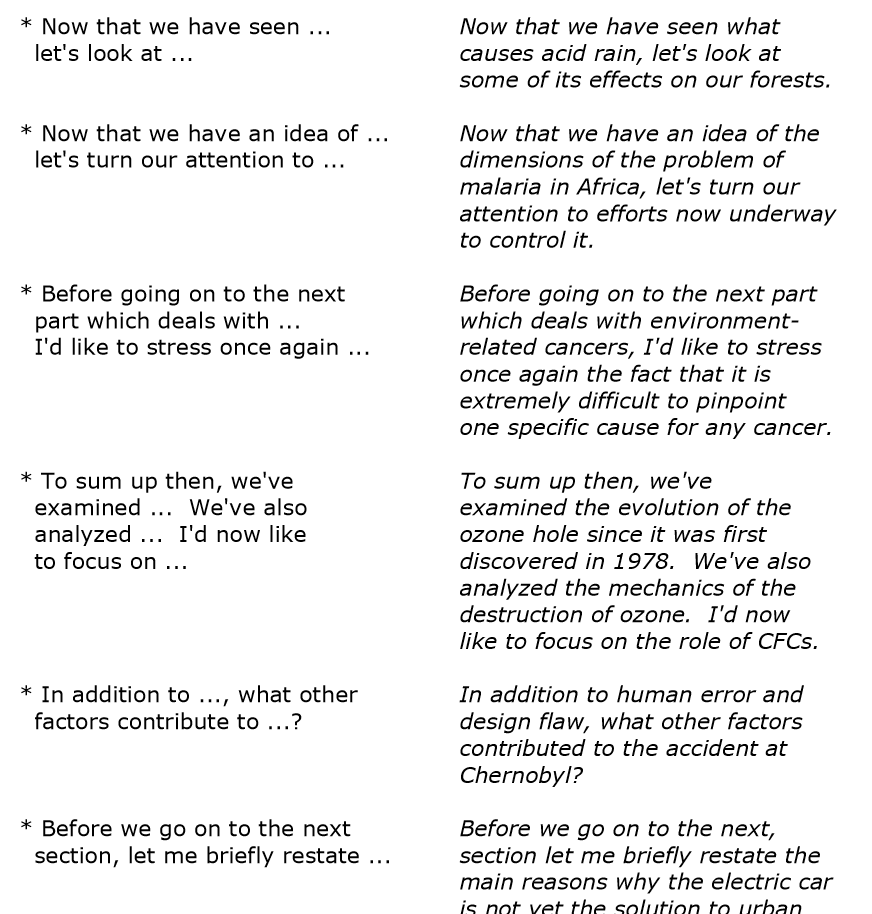 * Now that we have seen ...
let's look at ...
Now that we have seen what
causes acid rain, let's look at
some of its effects on our forests.
* Now that we have an idea of ...
let's turn our attention to ...
Now that we have an idea of the
dimensions of the problem of
malaria in Africa, let's turn our
attention to efforts now underway
to control it.
* Before going on to the next
part which deals with ...
I'd like to stress once again ...
Before going on to the next part
which deals with environment-
related cancers, I'd like to stress
once again the fact that it is
extremely difficult to pinpoint
one specific cause for any cancer.
* To sum up then, we've
examined ...  We've also
analyzed ...  I'd now like
to focus on ...
To sum up then, we've
examined the evolution of the
ozone hole since it was first
discovered in 1978.  We've also
analyzed the mechanics of the
destruction of ozone.  I'd now
like to focus on the role of CFCs.
* In addition to ..., what other
factors contribute to ...?
In addition to human error and
design flaw, what other factors
contributed to the accident at
Chernobyl?
* Before we go on to the next
section, let me briefly restate ...
Before we go on to the next,
section let me briefly restate the
main reasons why the electric car
is not yet the solution to urban